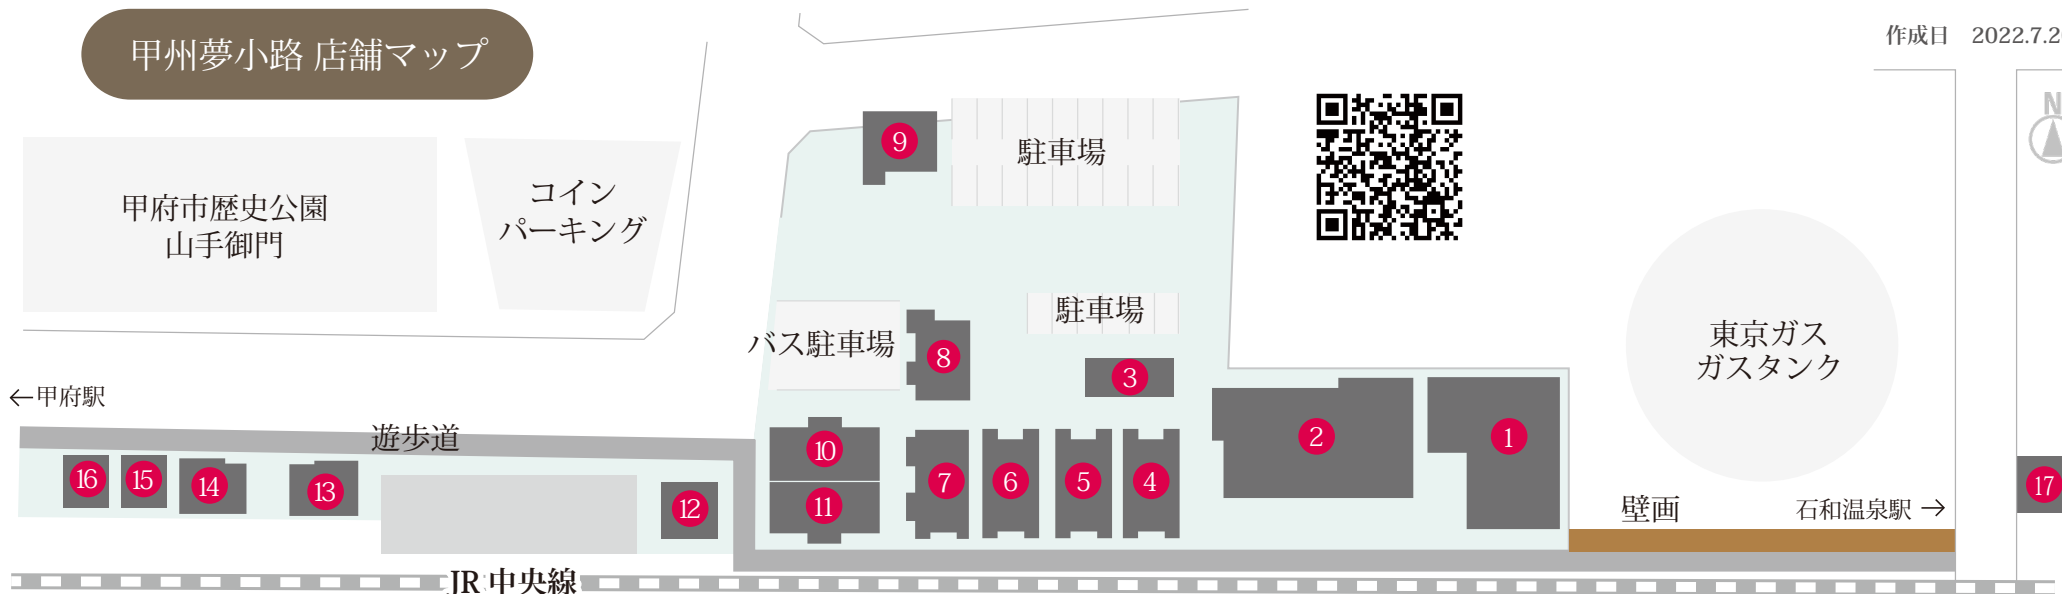 甲州夢小路 店舗マップ
作成日 2022.7.2
N
9
駐車場
コイン
パーキング
甲府市歴史公園
山手御門
駐車場
バス駐車場
8
3
東京ガス
ガスタンク
←甲府駅
遊歩道
10
2
1
16
15
14
13
12
11
7
6
5
4
17
壁画
石和温泉駅 →
JR 中央線